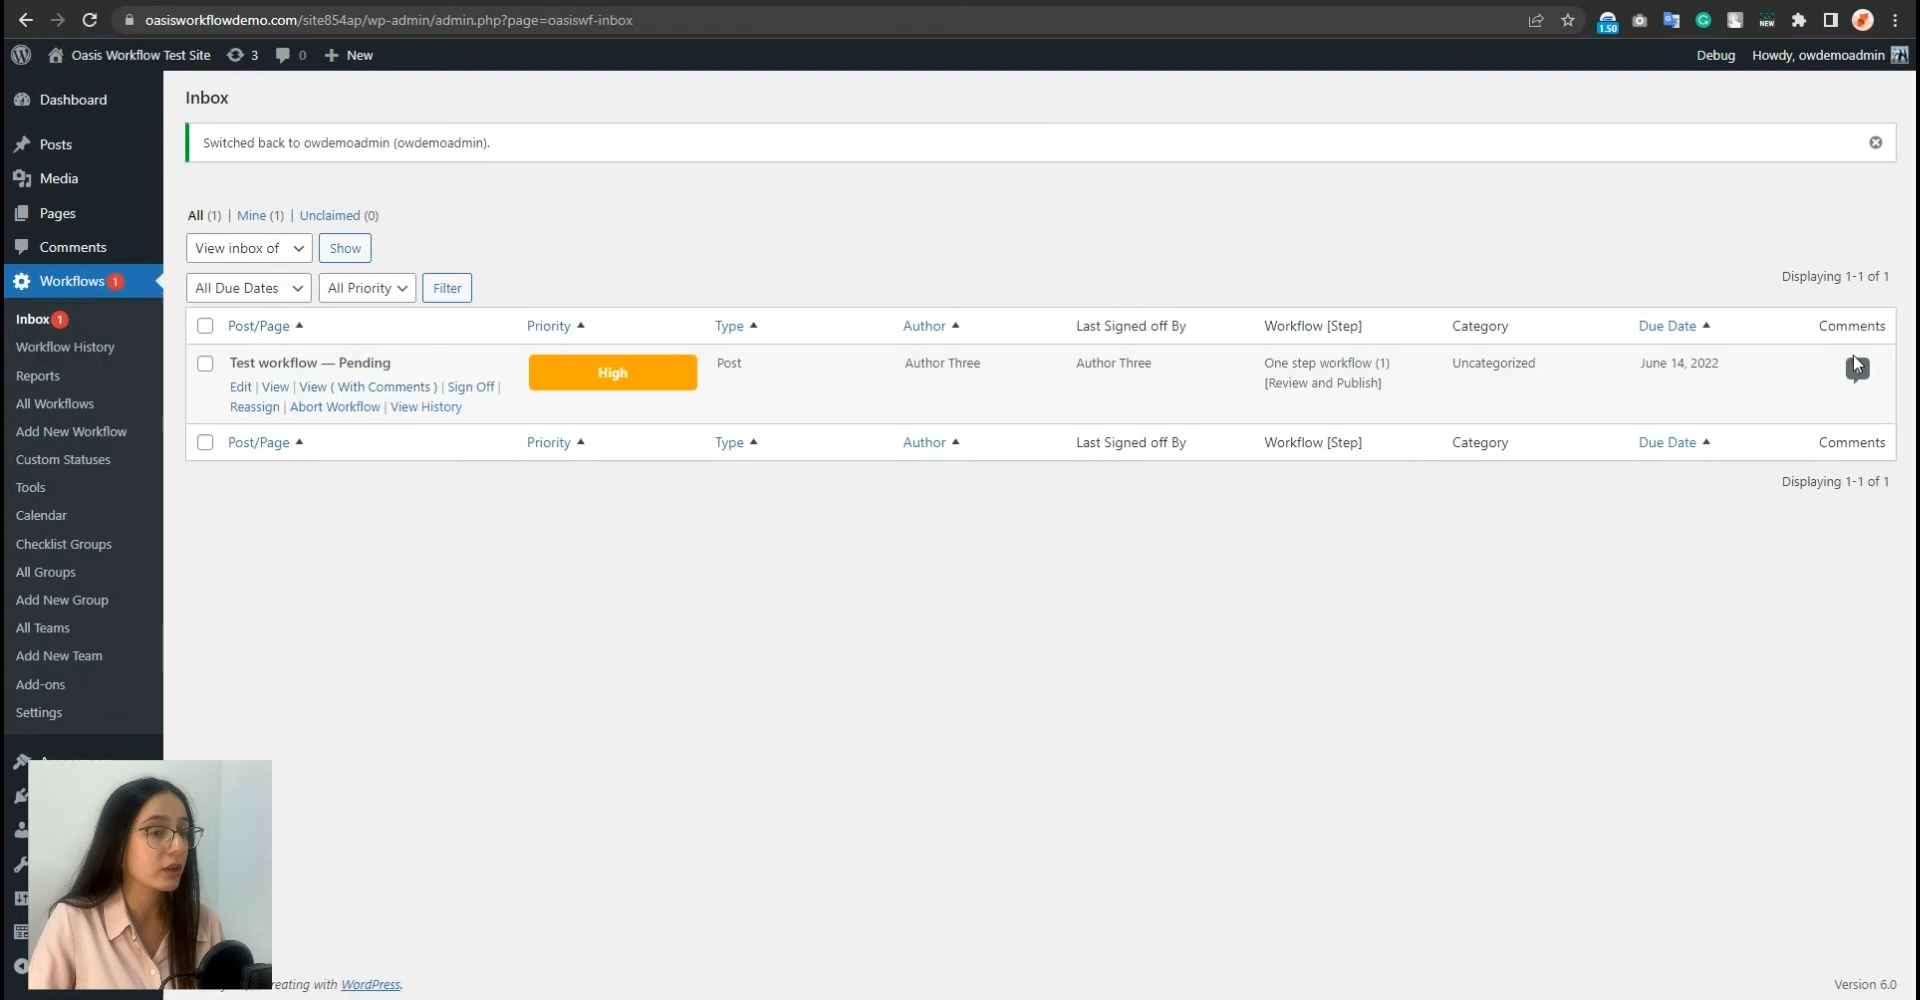 oasisworkflowdemo.com/site854ap/wp-admin/admin.php?page=oasiswf-inbox
1.50
NEW
Oasis Workflow Test Site 3 0 New
Debug Howdy, owdemoadmin
Dashboard
Posts
Media
Pages
Comments
Workflows 1
Inbox 1
Workflow History
Reports
All Workflows
Add New Workflow
Custom Statuses
Tools
Calendar
Checklist Groups
All Groups
Add New Group
All Teams
Add New Team
Add-ons
Settings
Inbox
Switched back to owdemoadmin (owdemoadmin).
All (1) | Mine (1) | Unclaimed (0)
View inbox of Show
All Due Dates All Priority Filter
Displaying 1-1 of 1
Post/Page Priority Type Author Last Signed off By Workflow [Step] Category Due Date Comments
Test workflow — Pending High Post Author Three Author Three One step workflow (1) Uncategorized June 14, 2022
[Review and Publish]
Edit | View | View ( With Comments ) | Sign Off |
Reassign | Abort Workflow | View History
Post/Page Priority Type Author Last Signed off By Workflow [Step] Category Due Date Comments
Displaying 1-1 of 1
creating with WordPress.
Version 6.0